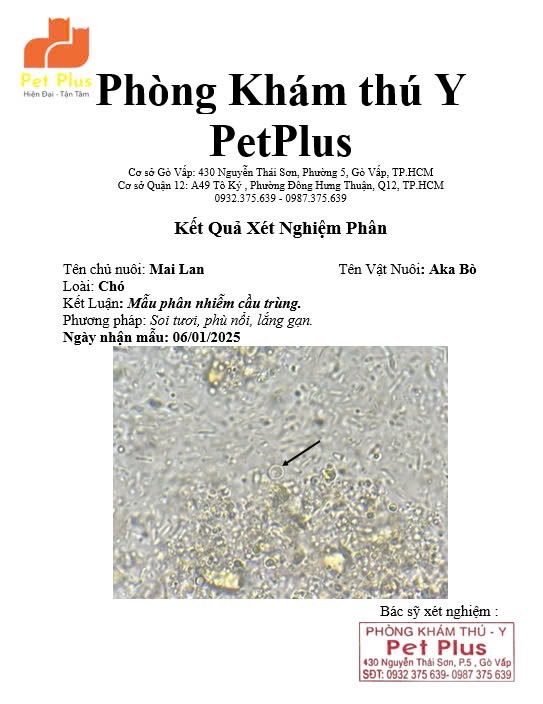 Pet Plus
Hiện Đại - Tận Tâm
Phòng Khám thú Y
PetPlus
Cơ sở Gò Vấp: 430 Nguyễn Thái Sơn, Phường 5, Gò Vấp, TP.HCM
Cơ sở Quận 12: A49 Tô Ký , Phường Đông Hưng Thuận, Q12, TP.HCM
0932.375.639 - 0987.375.639
Kết Quả Xét Nghiệm Phân
Tên chủ nuôi: Mai Lan Tên Vật Nuôi: Aka Bò
Loài: Chó
Kết Luận: Mẫu phân nhiễm cầu trùng.
Phương pháp: Soi tươi, phù nổi, lắng gạn.
Ngày nhận mẫu: 06/01/2025
Bác sỹ xét nghiệm :
PHÒNG KHÁM THÚ - Y
Pet Plus
430 Nguyễn Thái Sơn, P.5 , Gò Vấp
SĐT: 0932 375 639- 0987 375 639